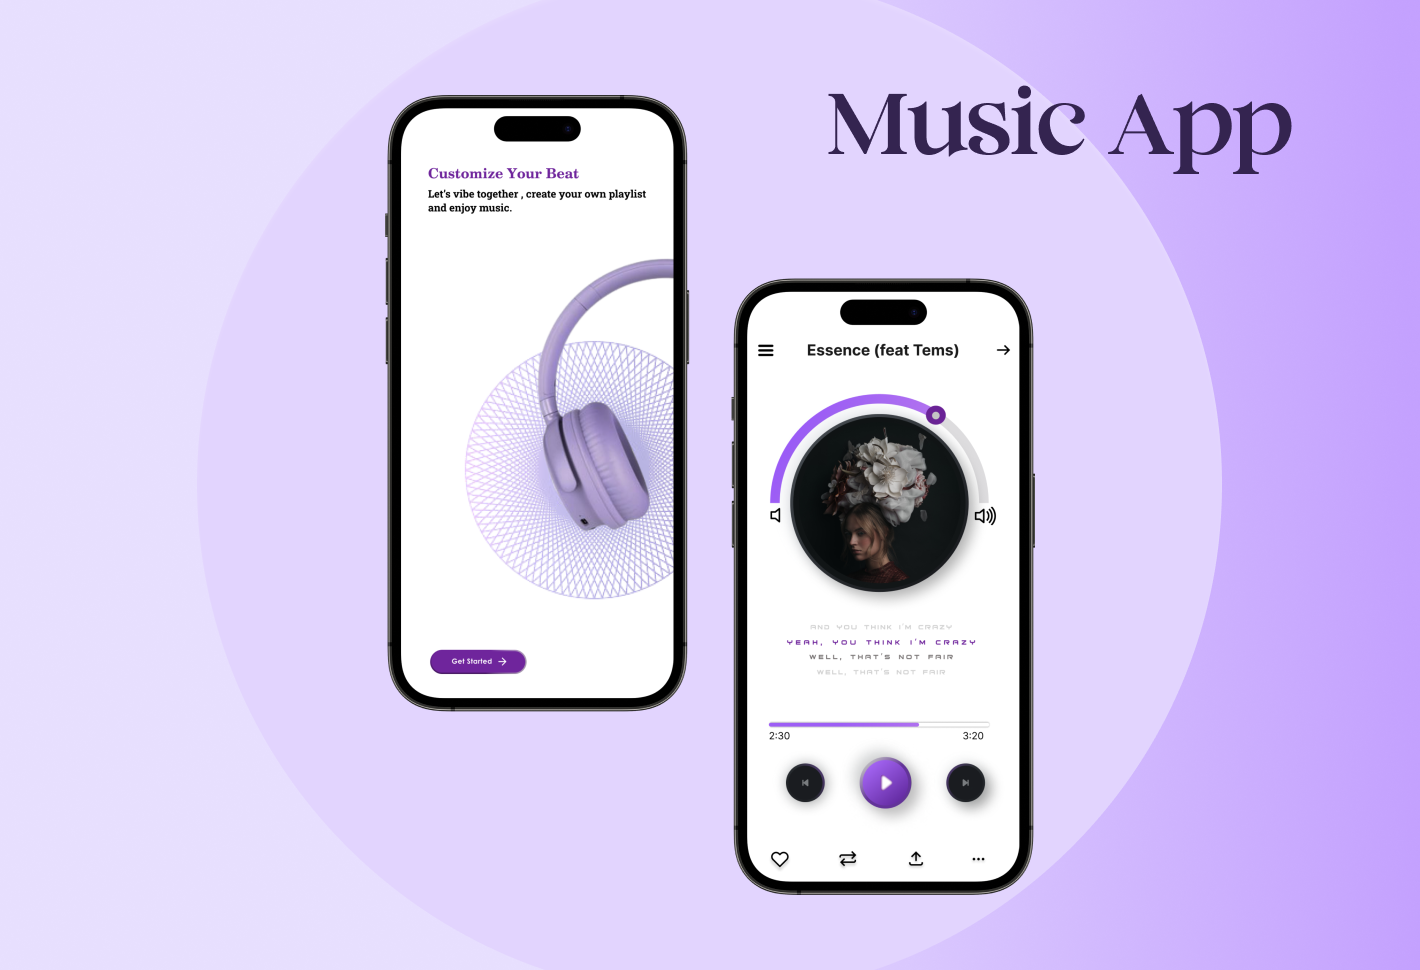 Music App
Customize Your Beat
Let's vibe together , create your own playlist
and enjoy music.
Get Started
Essence (feat Tems)
AND YOU THINK I'M CRAZY
YEAH, YOU THINK I'M CRAZY
WELL, THAT'S NOT FAIR
WELL, THAT'S NOT FAIR
2:30 3:20